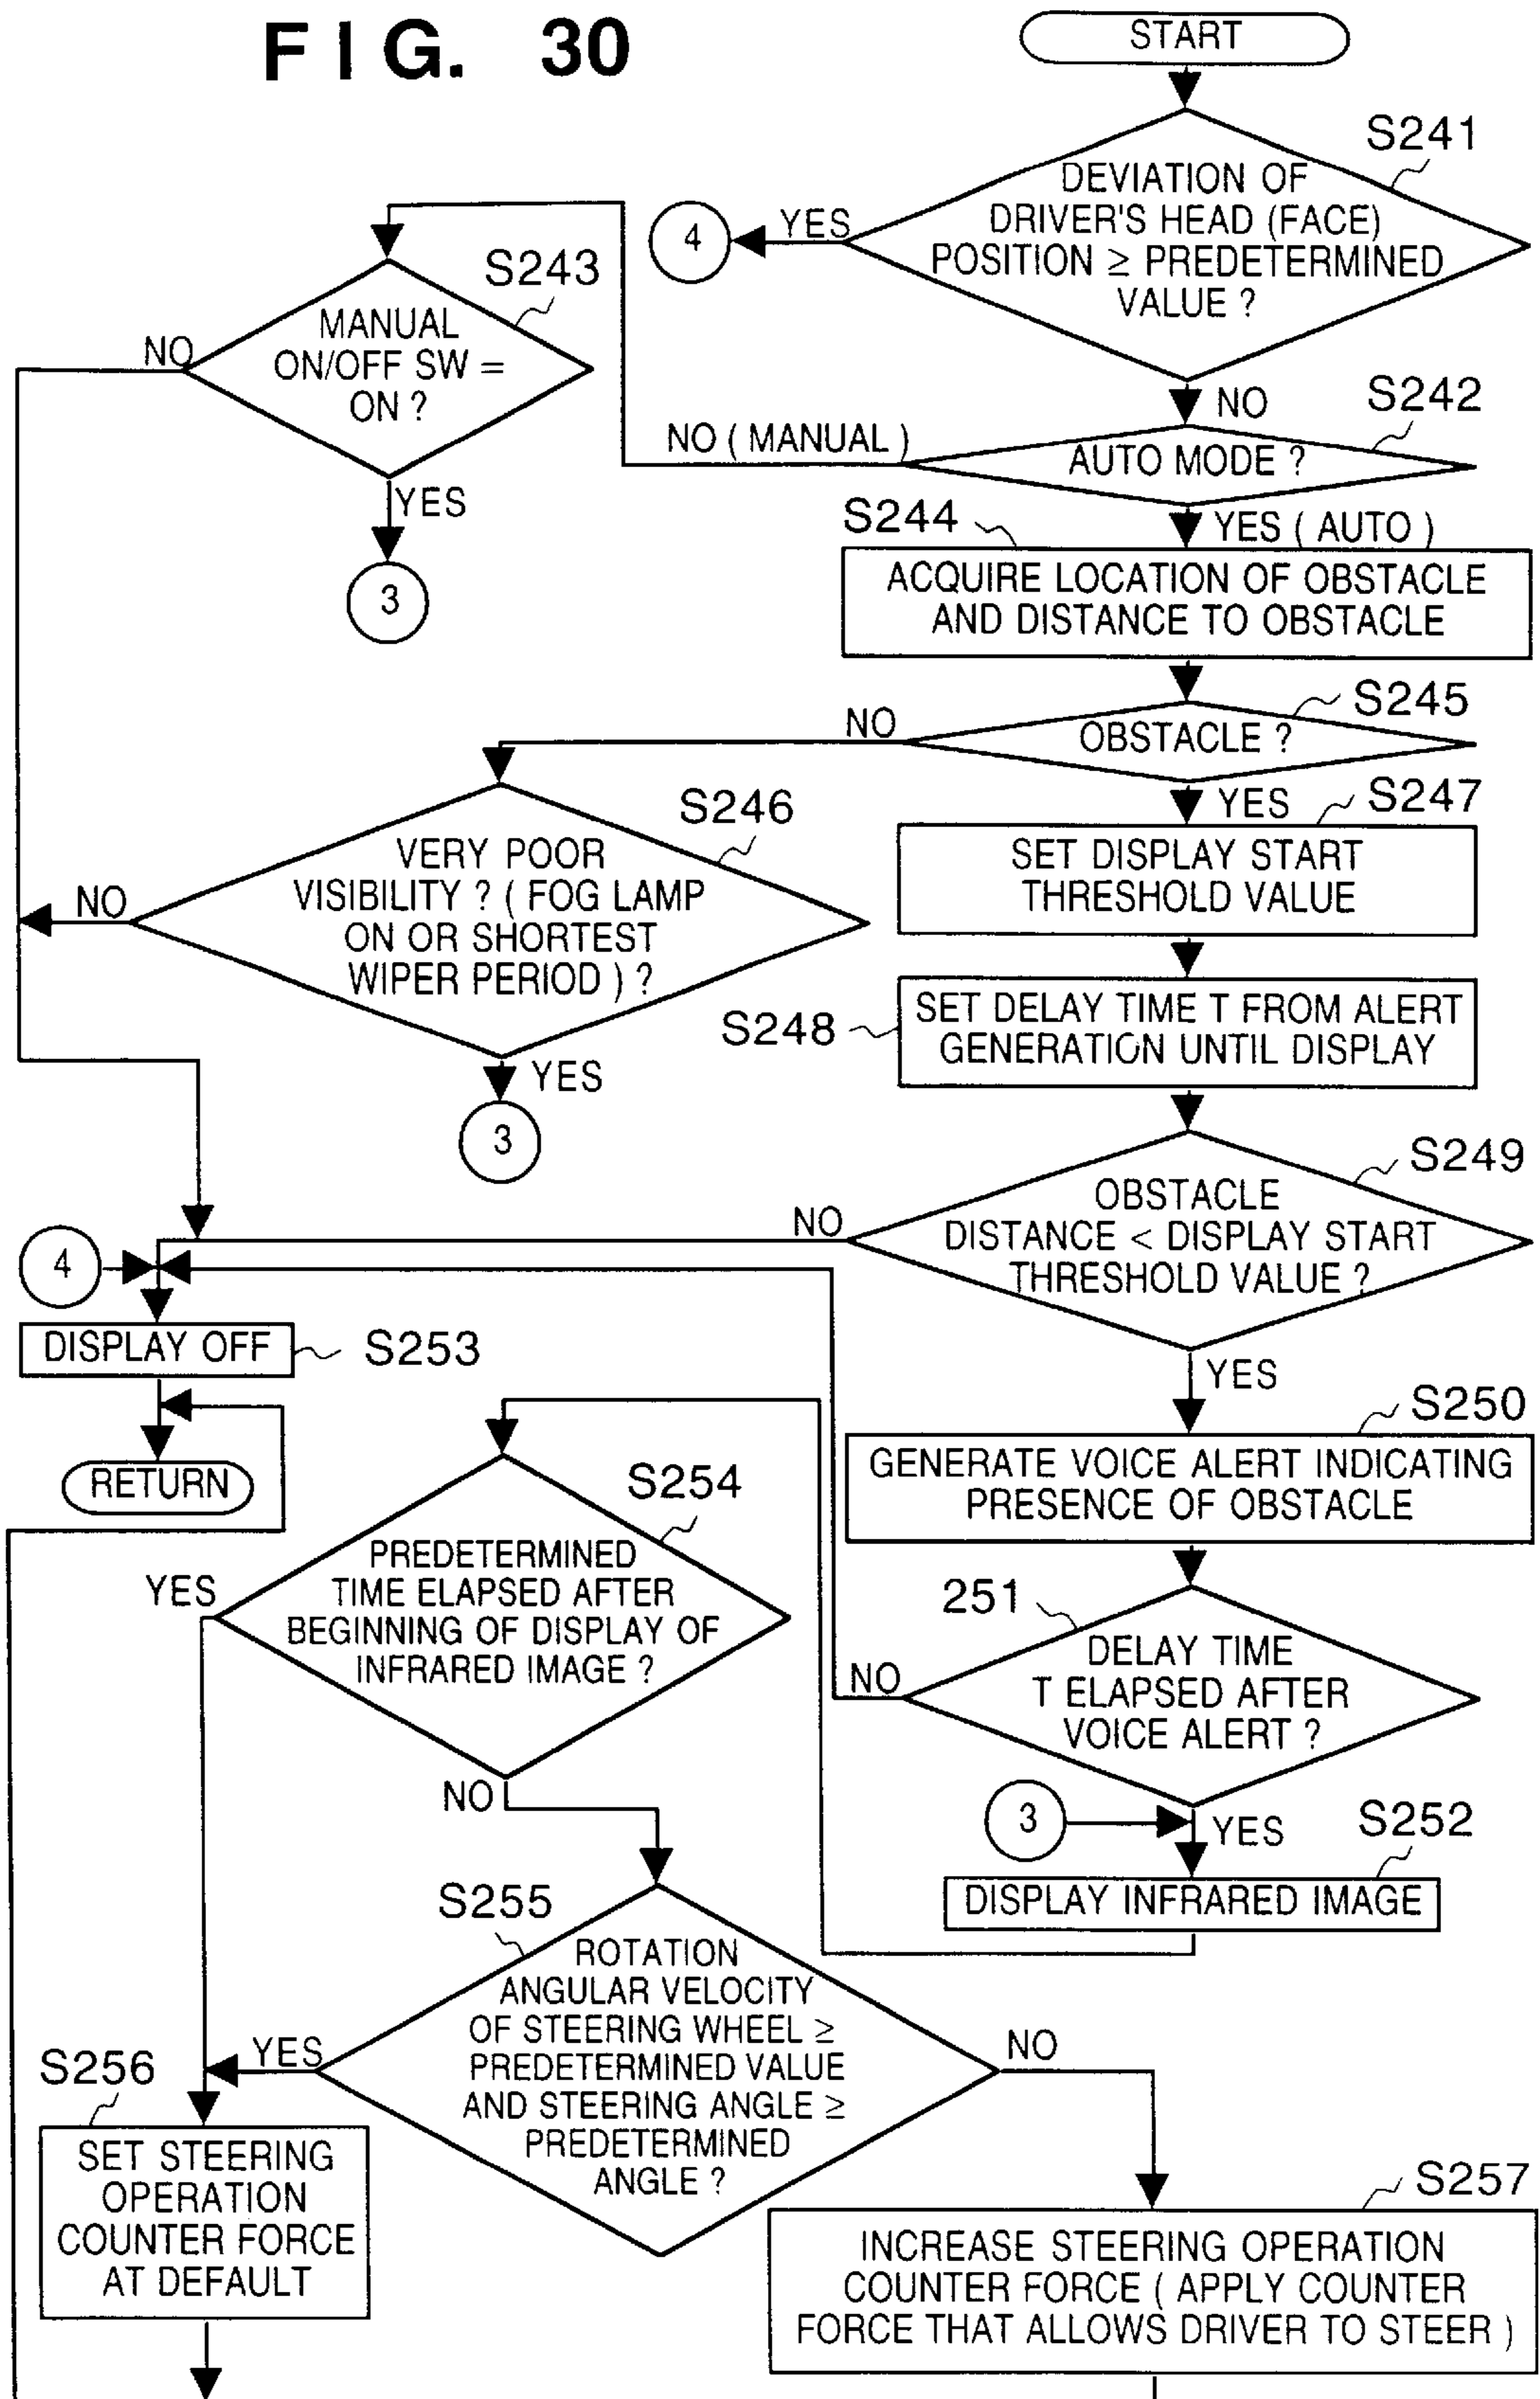 FIG. 30
START
S241
DEVIATION OF
DRIVER'S HEAD (FACE)
POSITION ≥ PREDETERMINED
VALUE ?
YES
4
NO
S242
AUTO MODE ?
NO ( MANUAL )
S243
MANUAL
ON/OFF SW =
ON ?
NO
YES
3
YES ( AUTO )
S244
ACQUIRE LOCATION OF OBSTACLE
AND DISTANCE TO OBSTACLE
S245
OBSTACLE ?
NO
S246
VERY POOR
VISIBILITY ? ( FOG LAMP
ON OR SHORTEST
WIPER PERIOD ) ?
NO
YES
3
YES
S247
SET DISPLAY START
THRESHOLD VALUE
S248
SET DELAY TIME T FROM ALERT
GENERATION UNTIL DISPLAY
S249
OBSTACLE
DISTANCE < DISPLAY START
THRESHOLD VALUE ?
NO
4
DISPLAY OFF
S253
RETURN
YES
S250
GENERATE VOICE ALERT INDICATING
PRESENCE OF OBSTACLE
251
DELAY TIME
T ELAPSED AFTER
VOICE ALERT ?
NO
YES
3
S252
DISPLAY INFRARED IMAGE
S254
PREDETERMINED
TIME ELAPSED AFTER
BEGINNING OF DISPLAY OF
INFRARED IMAGE ?
YES
NO
S255
ROTATION
ANGULAR VELOCITY
OF STEERING WHEEL ≥
PREDETERMINED VALUE
AND STEERING ANGLE ≥
PREDETERMINED
ANGLE ?
YES
NO
S256
SET STEERING
OPERATION
COUNTER FORCE
AT DEFAULT
S257
INCREASE STEERING OPERATION
COUNTER FORCE ( APPLY COUNTER
FORCE THAT ALLOWS DRIVER TO STEER )